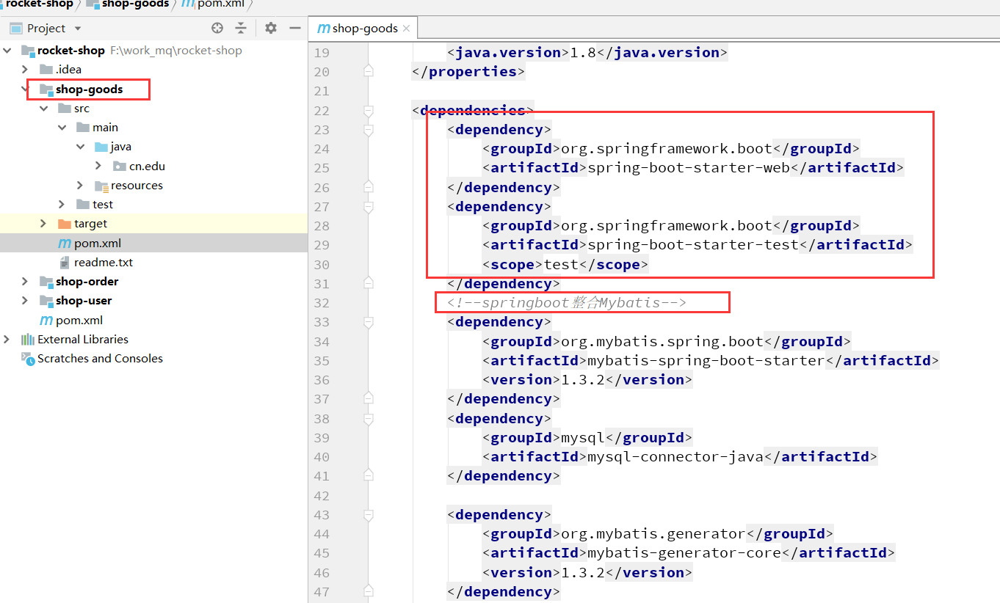 rocket-shop shop-goods m pom.xml
Project
rocket-shop F:\work_mq\rocket-shop
.idea
shop-goods
src
main
java
cn.edu
resources
test
target
m pom.xml
readme.txt
shop-order
shop-user
m pom.xml
External Libraries
Scratches and Consoles
m shop-goods
19 <java.version>1.8</java.version>
20 </properties>
21
22 <dependencies>
23 <dependency>
24 <groupId>org.springframework.boot</groupId>
25 <artifactId>spring-boot-starter-web</artifactId>
26 </dependency>
27 <dependency>
28 <groupId>org.springframework.boot</groupId>
29 <artifactId>spring-boot-starter-test</artifactId>
30 <scope>test</scope>
31 </dependency>
32 <!--springboot整合Mybatis-->
33 <dependency>
34 <groupId>org.mybatis.spring.boot</groupId>
35 <artifactId>mybatis-spring-boot-starter</artifactId>
36 <version>1.3.2</version>
37 </dependency>
38 <dependency>
39 <groupId>mysql</groupId>
40 <artifactId>mysql-connector-java</artifactId>
41 </dependency>
42
43 <dependency>
44 <groupId>org.mybatis.generator</groupId>
45 <artifactId>mybatis-generator-core</artifactId>
46 <version>1.3.2</version>
47 </dependency>